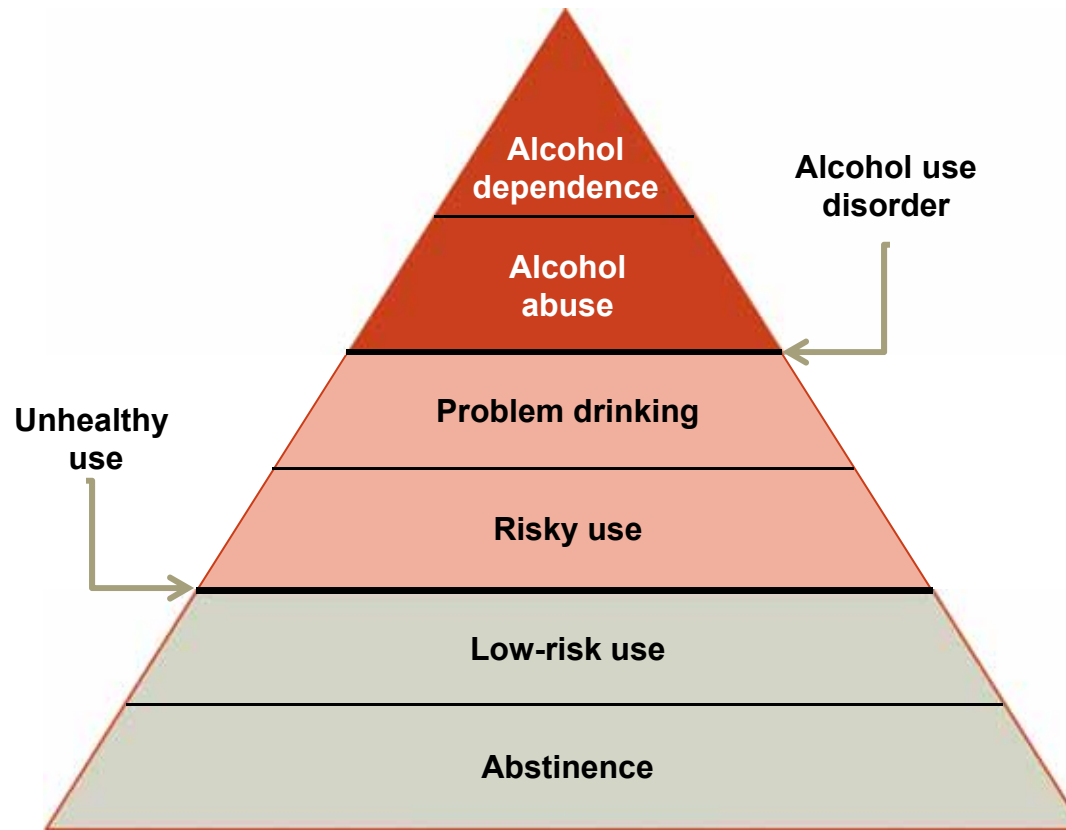 Alcohol
dependence
Alcohol use
disorder
Alcohol
abuse
Problem drinking
Unhealthy
use
Risky use
Low-risk use
Abstinence